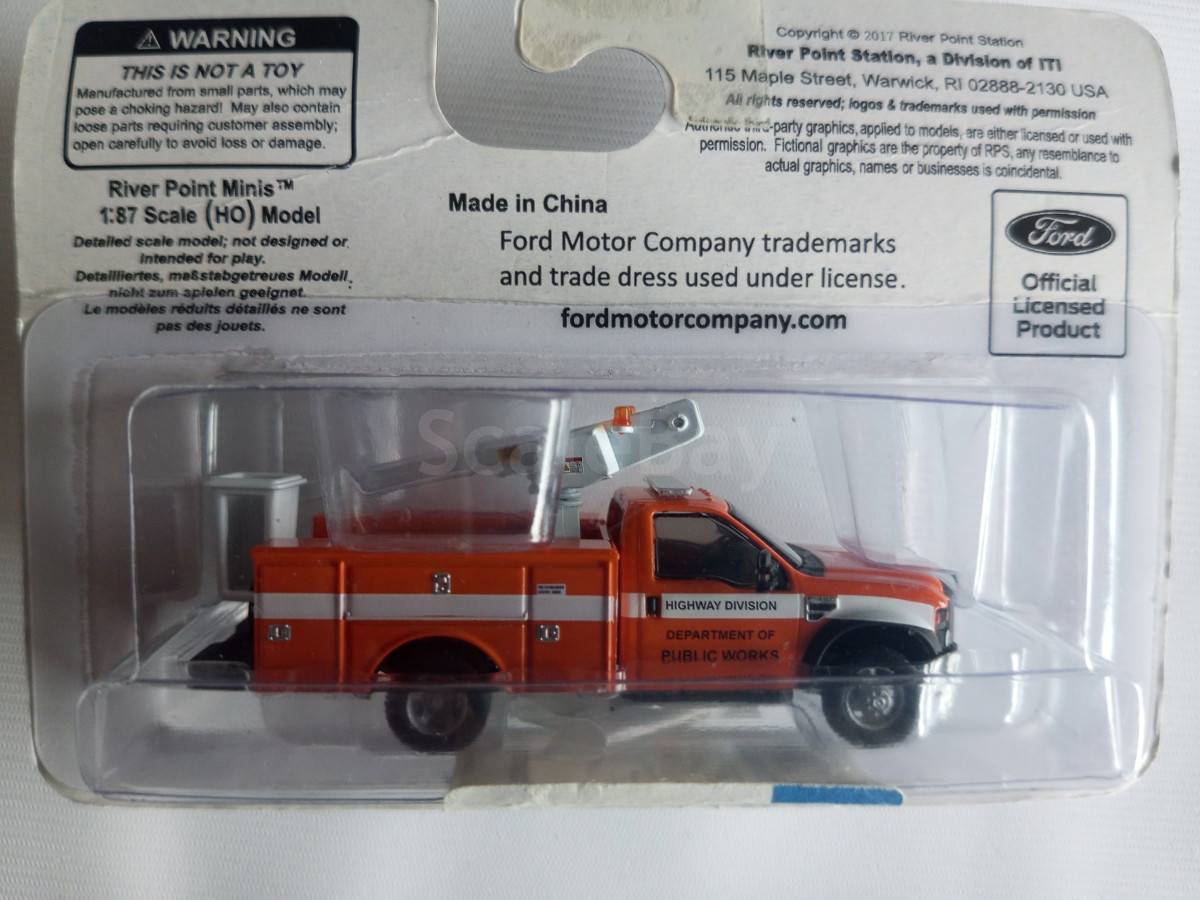 WARNING
THIS IS NOT A TOY
Manufactured from small parts, which may
pose a choking hazard! May also contain
loose parts requiring customer assembly;
open carefully to avoid loss or damage.
River Point Minis™
1:87 Scale (HO) Model
Detailed scale model; not designed or
intended for play.
Detailliertes, maßstabgetreues Modell;
nicht zum spielen geeignet.
Le modèles réduits détaillés ne sont
pas des jouets.
Copyright © 2017 River Point Station
River Point Station, a Division of ITI
115 Maple Street, Warwick, RI 02888-2130 USA
All rights reserved; logos & trademarks used with permission
Authentic third-party graphics, applied to models, are either licensed or used with
permission. Fictional graphics are the property of RPS, any resemblance to
actual graphics, names or businesses is coincidental.
Made in China
Ford Motor Company trademarks
and trade dress used under license.
fordmotorcompany.com
Ford
Official
Licensed
Product
Scalebay
HIGHWAY DIVISION
DEPARTMENT OF
PUBLIC WORKS